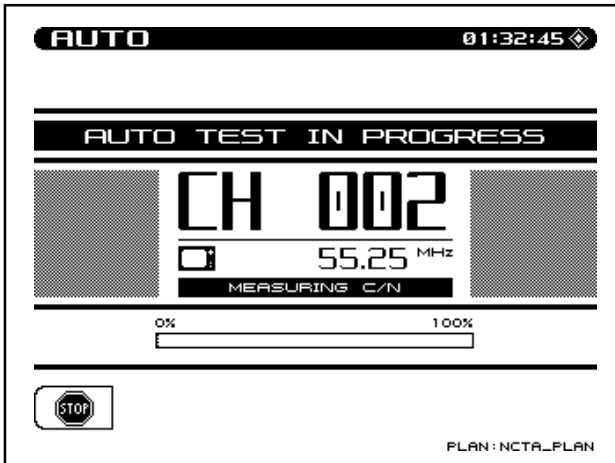 AUTO 01:32:45
AUTO TEST IN PROGRESS
CH 002
55.25 MHz
MEASURING C/N
0% 100%
STOP
PLAN:NCTA_PLAN